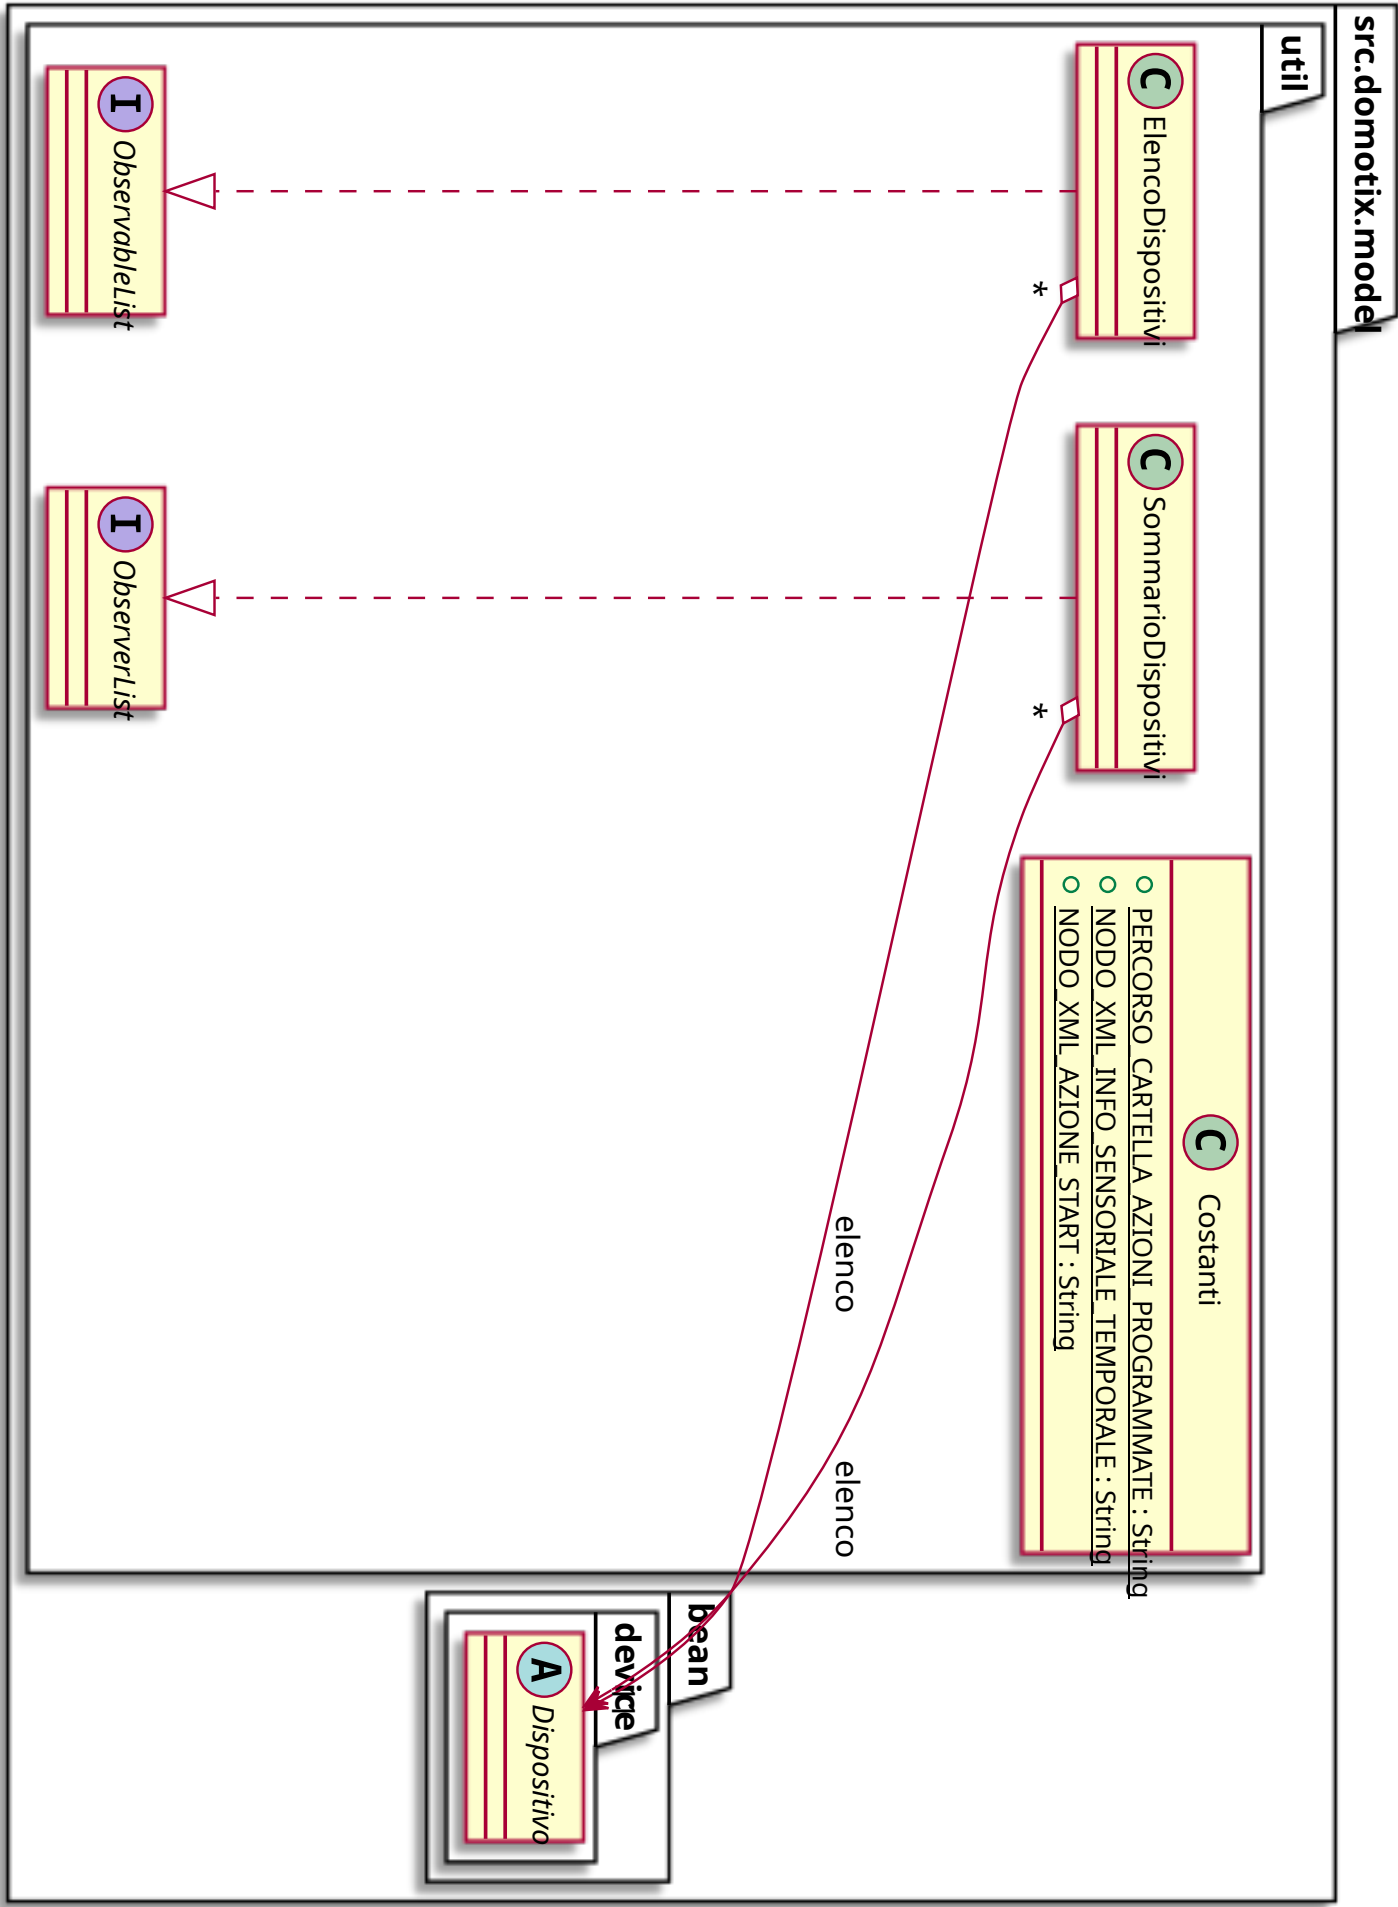 src.domotix.model
util
C ElencoDispositivi
C SommarioDispositivi
C Costanti
PERCORSO_CARTELLA_AZIONI_PROGRAMMATE : String
NODO_XML_INFO_SENSORIALE_TEMPORALE : String
NODO_XML_AZIONE_START : String
*
*
elenco
elenco
bean
device
A Dispositivo
I ObservableList
I ObserverList